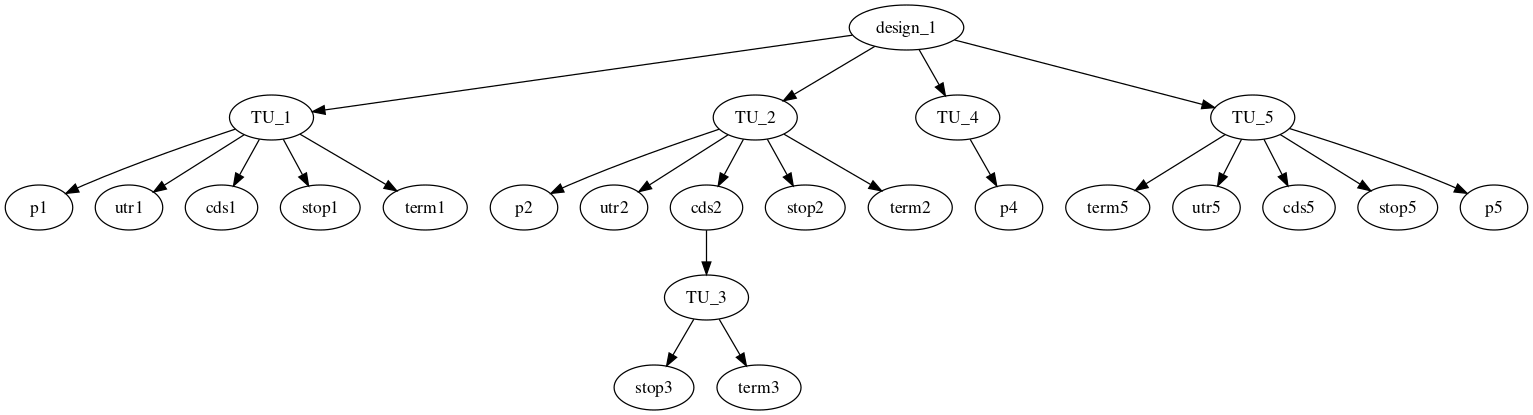 design_1
TU_1
TU_2
TU_4
TU_5
p1
utr1
cds1
stop1
term1
p2
utr2
cds2
stop2
term2
p4
term5
utr5
cds5
stop5
p5
TU_3
stop3
term3